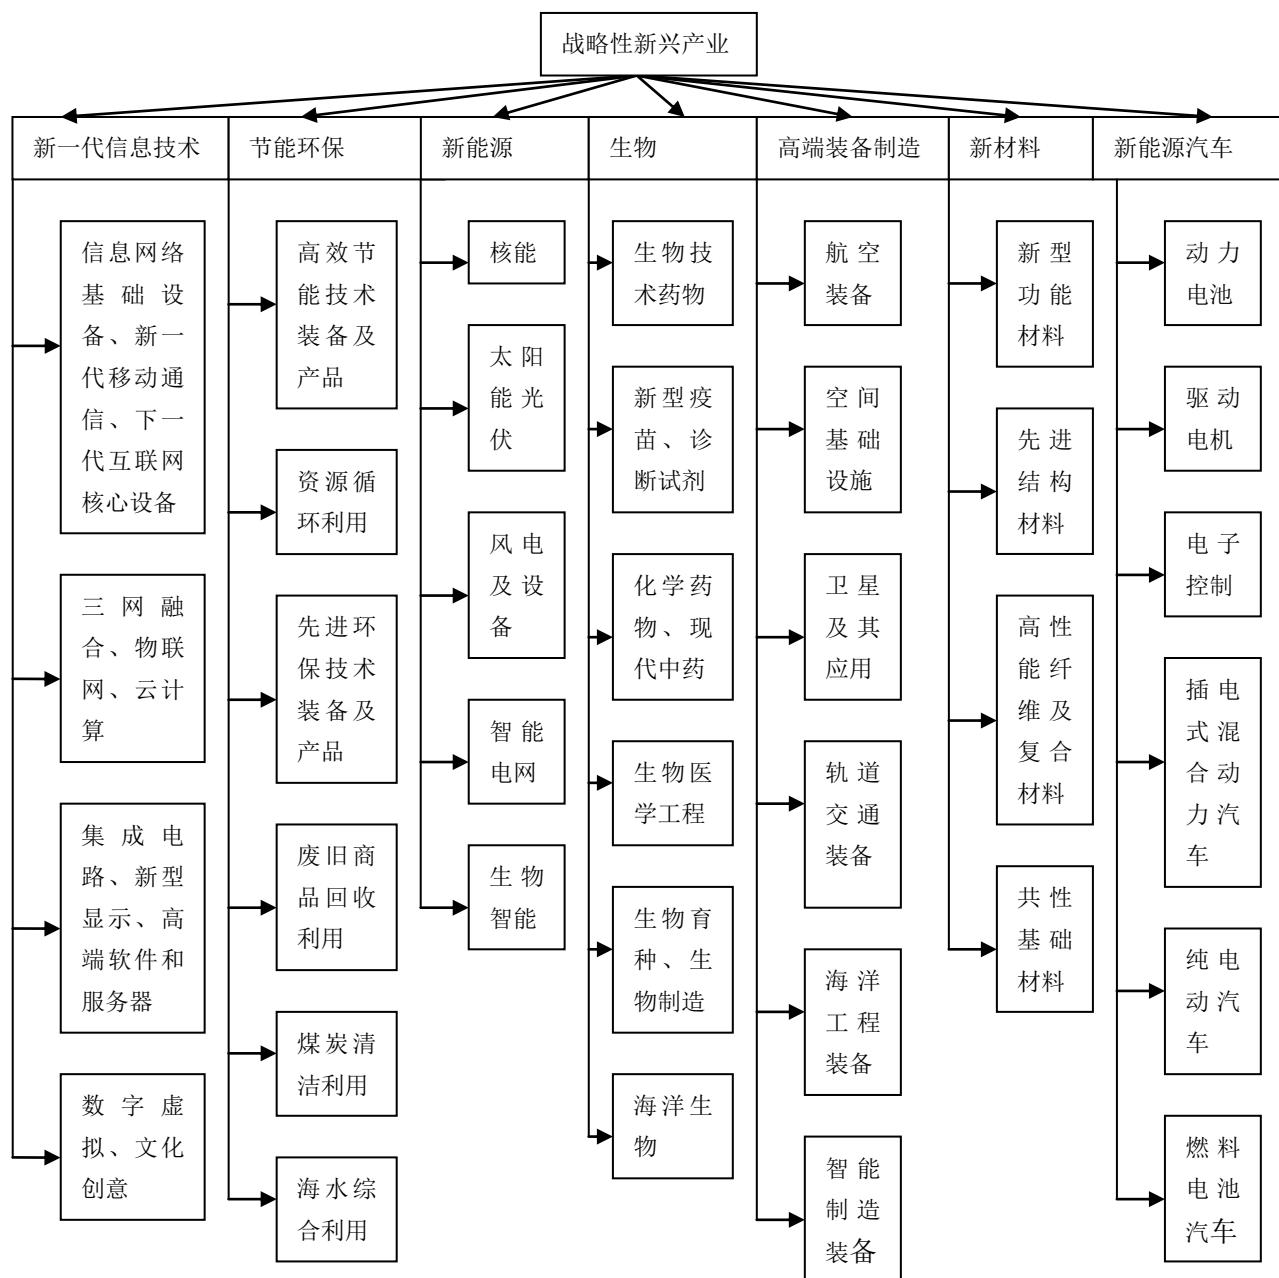 战略性新兴产业
新一代信息技术
节能环保
新能源
生物
高端装备制造
新材料
新能源汽车
信息网络
基础设
备、新一
代移动通
信、下一
代互联网
核心设备
三网融
合、物联
网、云计
算
集成电
路、新型
显示、高
端软件和
服务器
数字虚
拟、文化
创意
高效节
能技术
装备及
产品
资源循
环利用
先进环
保技术
装备及
产品
废旧商
品回收
利用
煤炭清
洁利用
海水综
合利用
核能
太阳
能光
伏
风电
及设
备
智能
电网
生物
智能
生物技
术药物
新型疫
苗、诊
断试剂
化学药
物、现
代中药
生物医
学工程
生物育
种、生
物制造
海洋生
物
航空
装备
空间
基础
设施
卫星
及其
应用
轨道
交通
装备
海洋
工程
装备
智能
制造
装备
新型
功能
材料
先进
结构
材料
高性
能纤
维及
复合
材料
共性
基础
材料
动力
电池
驱动
电机
电子
控制
插电
式混
合动
力汽
车
纯电
动汽
车
燃料
电池
汽车